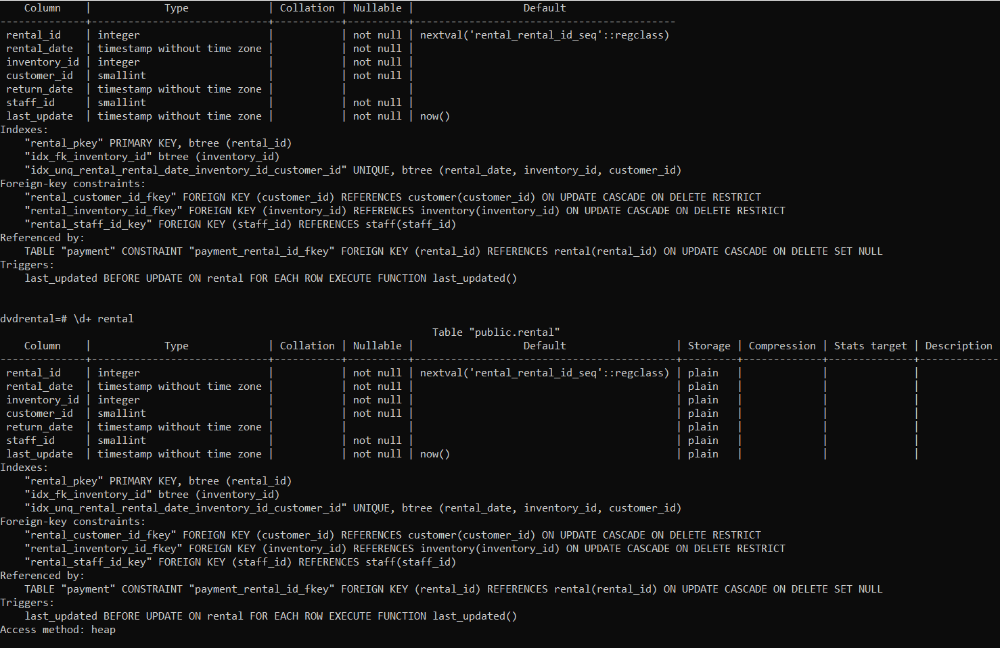 Column    |             Type            | Collation | Nullable |                  Default
--------------+-----------------------------+-----------+----------+-------------------------------------------
 rental_id    | integer                     |           | not null | nextval('rental_rental_id_seq'::regclass)
 rental_date  | timestamp without time zone |           | not null |
 inventory_id | integer                     |           | not null |
 customer_id  | smallint                    |           | not null |
 return_date  | timestamp without time zone |           |          |
 staff_id     | smallint                    |           | not null |
 last_update  | timestamp without time zone |           | not null | now()
Indexes:
    "rental_pkey" PRIMARY KEY, btree (rental_id)
    "idx_fk_inventory_id" btree (inventory_id)
    "idx_unq_rental_rental_date_inventory_id_customer_id" UNIQUE, btree (rental_date, inventory_id, customer_id)
Foreign-key constraints:
    "rental_customer_id_fkey" FOREIGN KEY (customer_id) REFERENCES customer(customer_id) ON UPDATE CASCADE ON DELETE RESTRICT
    "rental_inventory_id_fkey" FOREIGN KEY (inventory_id) REFERENCES inventory(inventory_id) ON UPDATE CASCADE ON DELETE RESTRICT
    "rental_staff_id_key" FOREIGN KEY (staff_id) REFERENCES staff(staff_id)
Referenced by:
    TABLE "payment" CONSTRAINT "payment_rental_id_fkey" FOREIGN KEY (rental_id) REFERENCES rental(rental_id) ON UPDATE CASCADE ON DELETE SET NULL
Triggers:
    last_updated BEFORE UPDATE ON rental FOR EACH ROW EXECUTE FUNCTION last_updated()
dvdrental=# \d+ rental
                                                                       Table "public.rental"
    Column    |             Type            | Collation | Nullable |                  Default                  | Storage | Compression | Stats target | Description
--------------+-----------------------------+-----------+----------+-------------------------------------------+---------+-------------+--------------+-------------
 rental_id    | integer                     |           | not null | nextval('rental_rental_id_seq'::regclass) | plain   |             |              |
 rental_date  | timestamp without time zone |           | not null |                                           | plain   |             |              |
 inventory_id | integer                     |           | not null |                                           | plain   |             |              |
 customer_id  | smallint                    |           | not null |                                           | plain   |             |              |
 return_date  | timestamp without time zone |           |          |                                           | plain   |             |              |
 staff_id     | smallint                    |           | not null |                                           | plain   |             |              |
 last_update  | timestamp without time zone |           | not null | now()                                     | plain   |             |              |
Indexes:
    "rental_pkey" PRIMARY KEY, btree (rental_id)
    "idx_fk_inventory_id" btree (inventory_id)
    "idx_unq_rental_rental_date_inventory_id_customer_id" UNIQUE, btree (rental_date, inventory_id, customer_id)
Foreign-key constraints:
    "rental_customer_id_fkey" FOREIGN KEY (customer_id) REFERENCES customer(customer_id) ON UPDATE CASCADE ON DELETE RESTRICT
    "rental_inventory_id_fkey" FOREIGN KEY (inventory_id) REFERENCES inventory(inventory_id) ON UPDATE CASCADE ON DELETE RESTRICT
    "rental_staff_id_key" FOREIGN KEY (staff_id) REFERENCES staff(staff_id)
Referenced by:
    TABLE "payment" CONSTRAINT "payment_rental_id_fkey" FOREIGN KEY (rental_id) REFERENCES rental(rental_id) ON UPDATE CASCADE ON DELETE SET NULL
Triggers:
    last_updated BEFORE UPDATE ON rental FOR EACH ROW EXECUTE FUNCTION last_updated()
Access method: heap